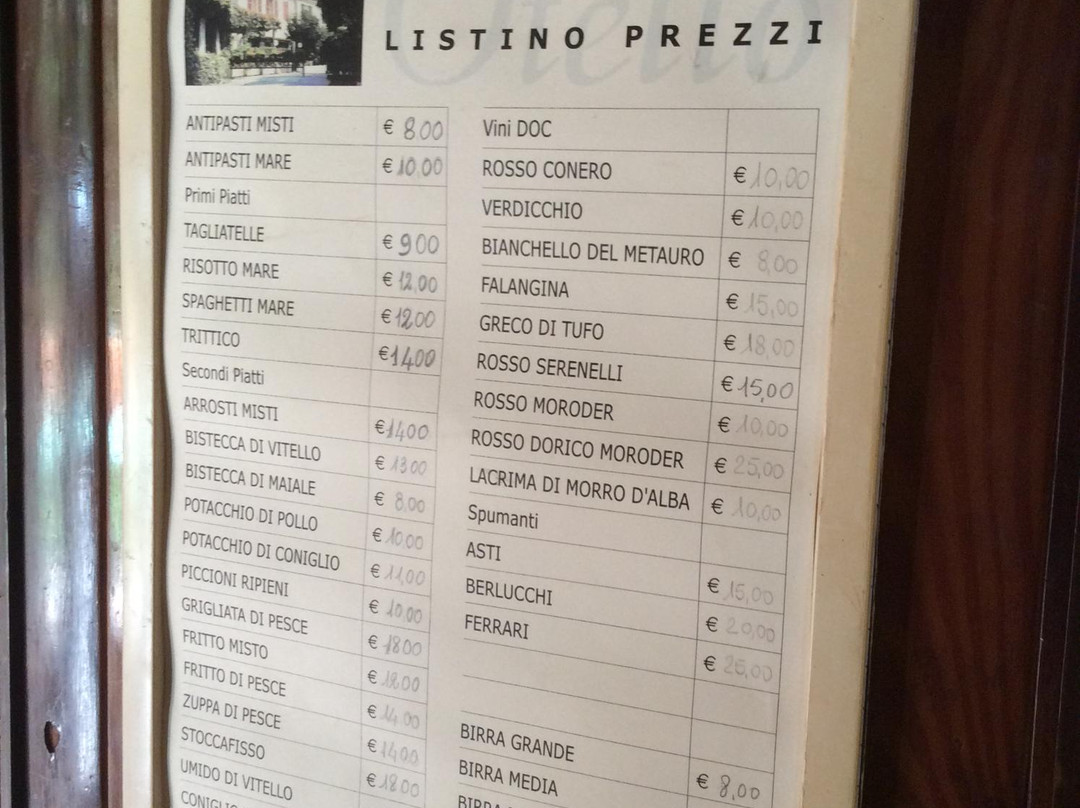 Otello
LISTINO PREZZI
ANTIPASTI MISTI € 8.00
ANTIPASTI MARE € 10,00
Primi Piatti
TAGLIATELLE € 9.00
RISOTTO MARE € 12,00
SPAGHETTI MARE € 12.00
TRITTICO € 14.00
Secondi Piatti
ARROSTI MISTI € 14.00
BISTECCA DI VITELLO € 13.00
BISTECCA DI MAIALE € 8,00
POTACCHIO DI POLLO € 10.00
POTACCHIO DI CONIGLIO € 11,00
PICCIONI RIPIENI € 10.00
GRIGLIATA DI PESCE € 18.00
FRITTO MISTO €
FRITTO DI PESCE € 14,00
ZUPPA DI PESCE € 14.00
STOCCAFISSO € 18.00
UMIDO DI VITELLO
Vini DOC
ROSSO CONERO € 10,00
VERDICCHIO € 10,00
BIANCHELLO DEL METAURO € 8,00
FALANGINA € 15,00
GRECO DI TUFO € 18,00
ROSSO SERENELLI € 15,00
ROSSO MORODER € 10,00
ROSSO DORICO MORODER € 25,00
LACRIMA DI MORRO D'ALBA € 10,00
Spumanti
ASTI € 15,00
BERLUCCHI € 20,00
FERRARI € 25,00
BIRRA GRANDE € 8,00
BIRRA MEDIA